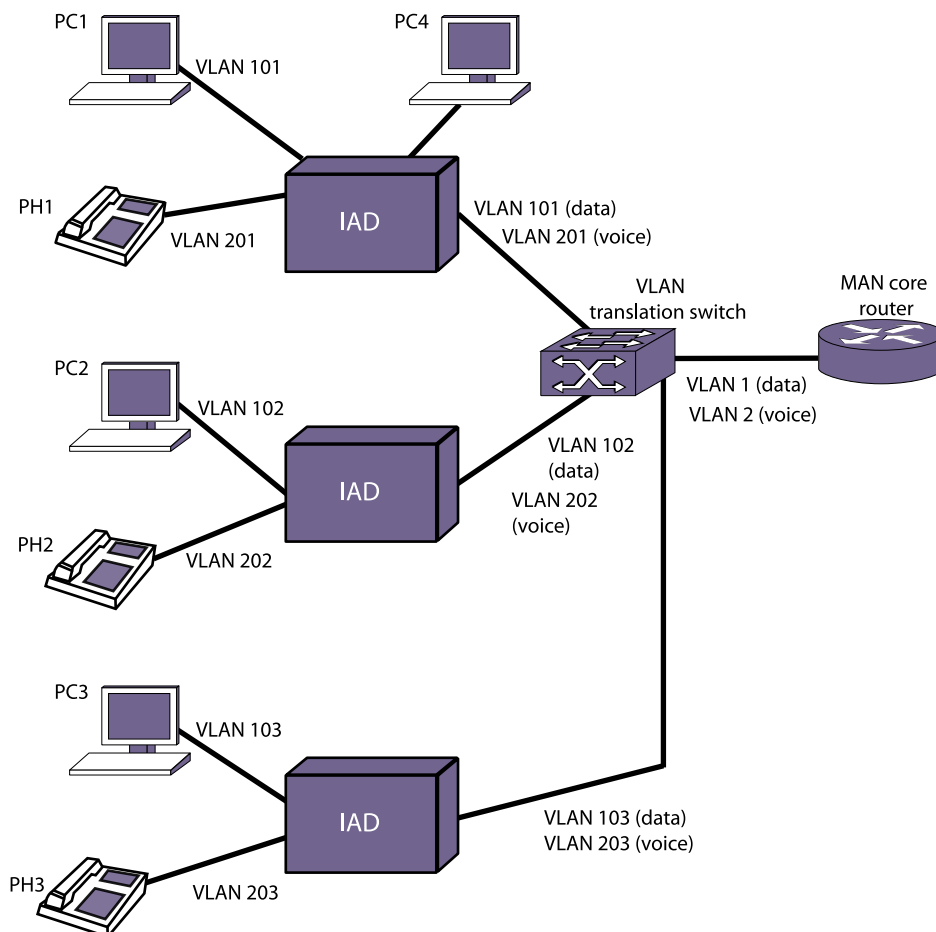 PC1
PC4
VLAN 101
PH1
VLAN 201
IAD
VLAN 101 (data)
VLAN 201 (voice)
VLAN
translation switch
MAN core
router
VLAN 1 (data)
VLAN 2 (voice)
PC2
VLAN 102
IAD
VLAN 102
(data)
VLAN 202
(voice)
PH2
VLAN 202
PC3
VLAN 103
IAD
VLAN 103 (data)
VLAN 203 (voice)
PH3
VLAN 203